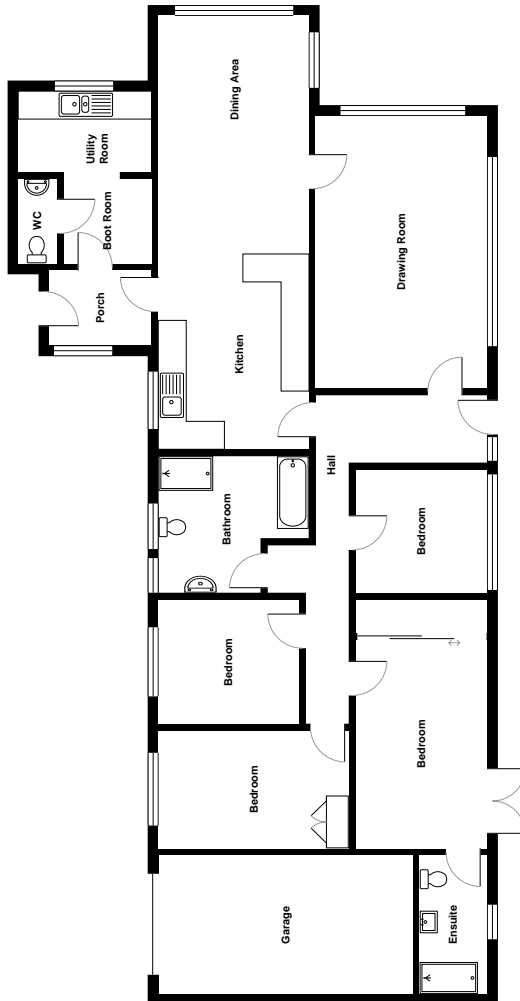 Dining Area
Utility
Room
WC
Boot Room
Drawing Room
Porch
Kitchen
Hall
Bathroom
Bedroom
Bedroom
Bedroom
Bedroom
Garage
Ensuite